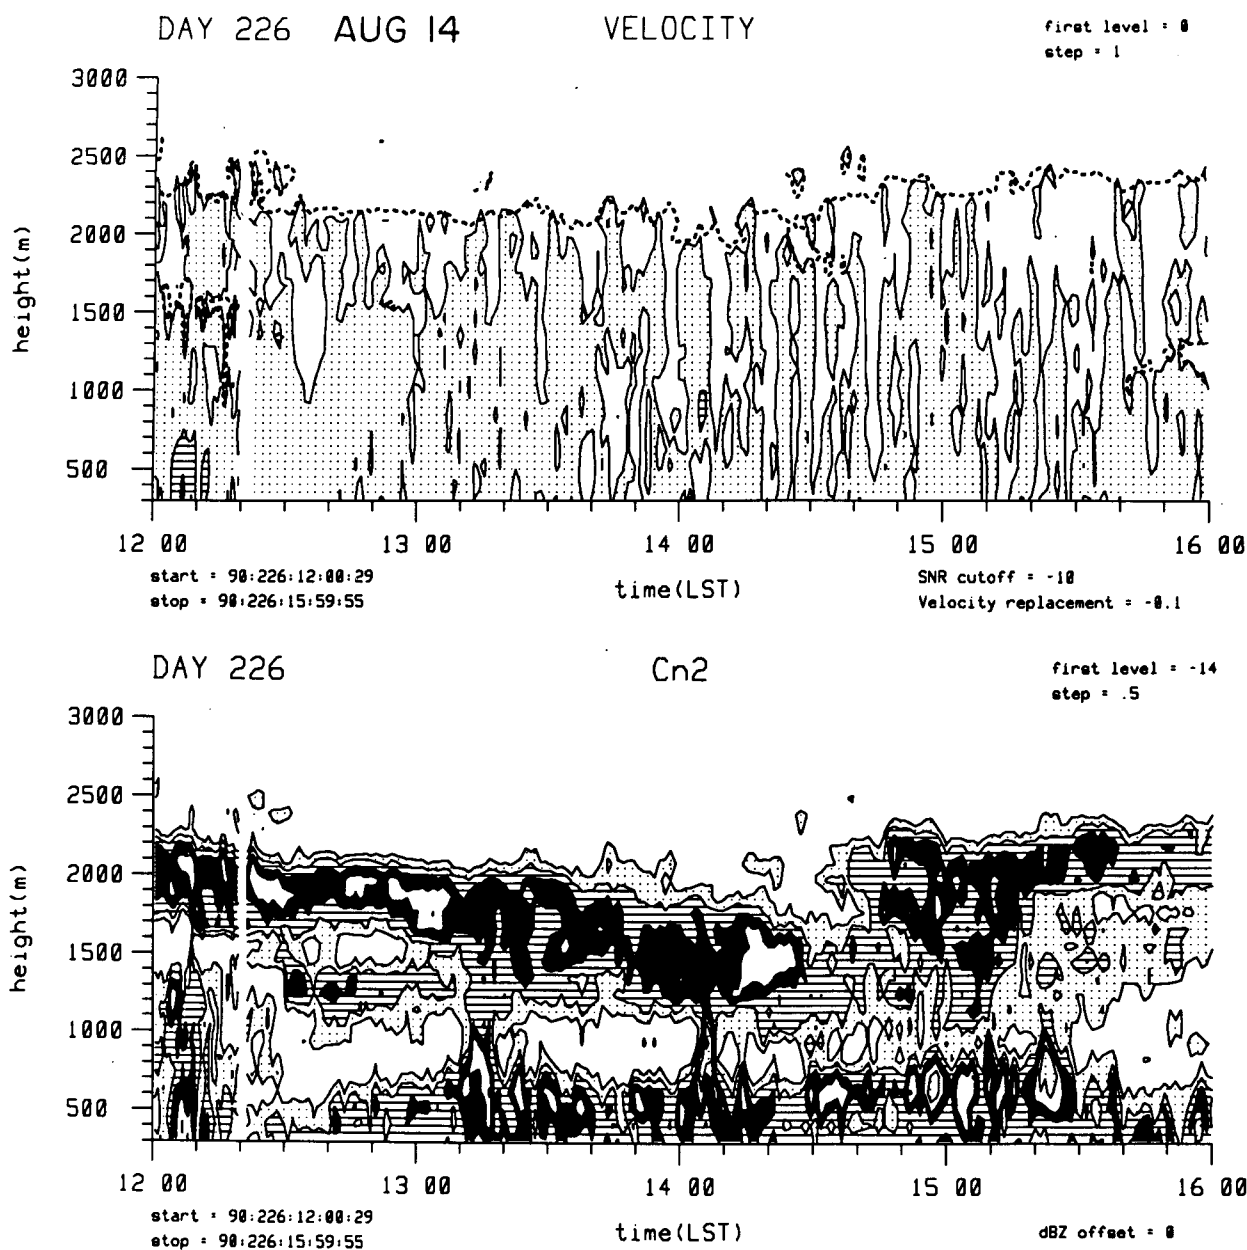 DAY 226 AUG 14 VELOCITY
first level = 0
step = 1
3000
2500
2000
1500
1000
500
height(m)
12 00 13 00 14 00 15 00 16 00
start = 90:226:12:00:29
stop = 90:226:15:59:55
time(LST)
SNR cutoff = -10
Velocity replacement = -0.1
DAY 226 Cn2
first level = -14
step = .5
3000
2500
2000
1500
1000
500
height(m)
12 00 13 00 14 00 15 00 16 00
start = 90:226:12:00:29
stop = 90:226:15:59:55
time(LST)
dBZ offset = 0